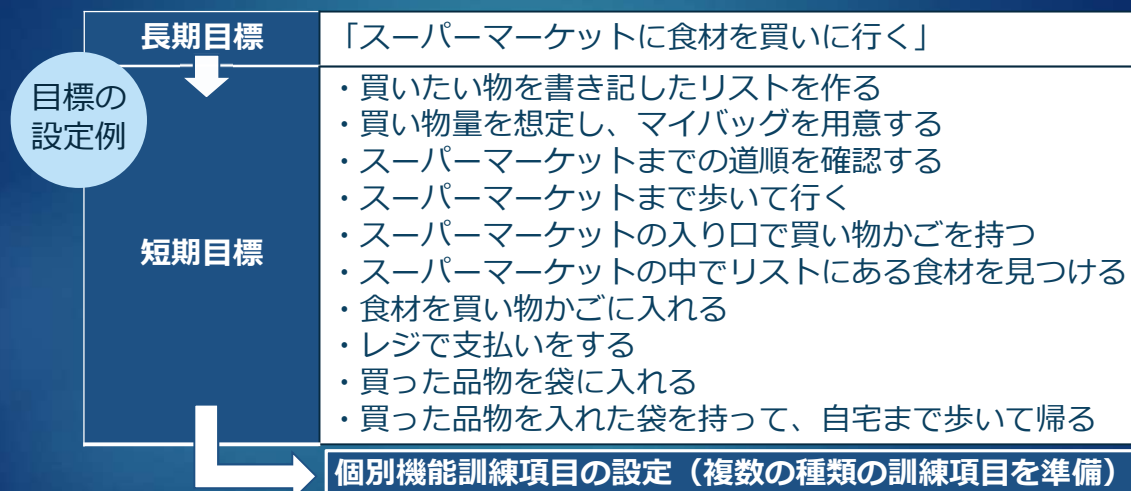 目標の
設定例
長期目標
「スーパーマーケットに食材を買いに行く」
短期目標
・買いたい物を書き記したリストを作る
・買い物量を想定し、マイバッグを用意する
・スーパーマーケットまでの道順を確認する
・スーパーマーケットまで歩いて行く
・スーパーマーケットの入り口で買い物かごを持つ
・スーパーマーケットの中でリストにある食材を見つける
・食材を買い物かごに入れる
・レジで支払いをする
・買った品物を袋に入れる
・買った品物を入れた袋を持って、自宅まで歩いて帰る
個別機能訓練項目の設定（複数の種類の訓練項目を準備）